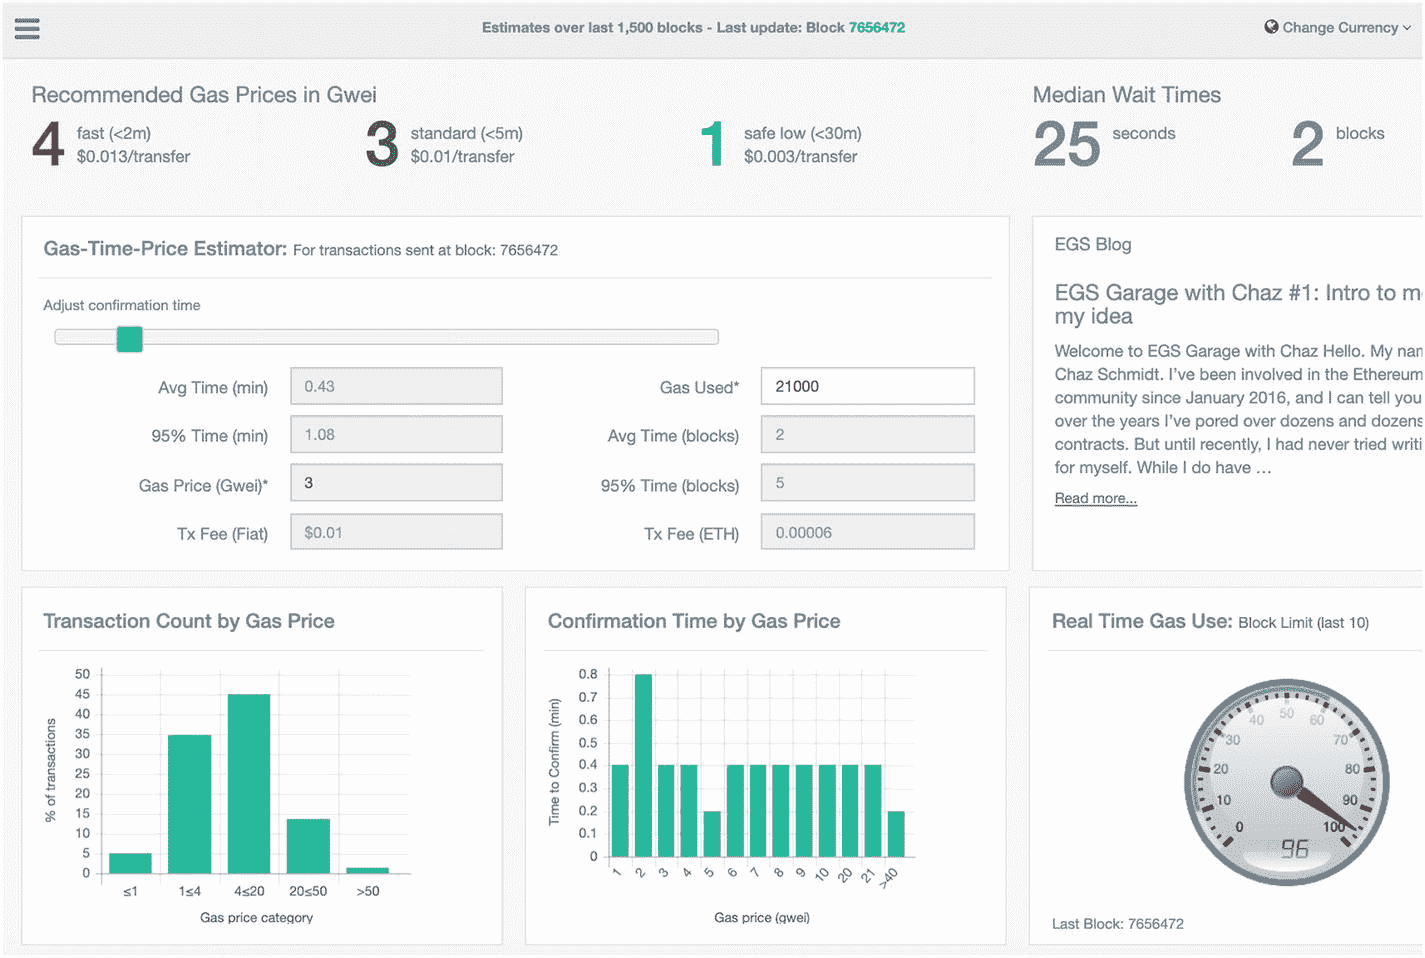 Estimates over last 1,500 blocks - Last update: Block 7656472
Change Currency
Recommended Gas Prices in Gwei
4 fast (<2m)
$0.013/transfer
3 standard (<5m)
$0.01/transfer
1 safe low (<30m)
$0.003/transfer
Median Wait Times
25 seconds
2 blocks
Gas-Time-Price Estimator: For transactions sent at block: 7656472
Adjust confirmation time
Avg Time (min) 0.43
Gas Used* 21000
95% Time (min) 1.08
Avg Time (blocks) 2
Gas Price (Gwei)* 3
95% Time (blocks) 5
Tx Fee (Fiat) $0.01
Tx Fee (ETH) 0.00006
EGS Blog
EGS Garage with Chaz #1: Intro to m
my idea
Welcome to EGS Garage with Chaz Hello. My nam
Chaz Schmidt. I've been involved in the Ethereum
community since January 2016, and I can tell you
over the years I've pored over dozens and dozens
contracts. But until recently, I had never tried writi
for myself. While I do have ...
Read more...
Transaction Count by Gas Price
50
45
40
35
30
25
20
15
10
5
0
% of transactions
≤1 1≤4 4≤20 20≤50 >50
Gas price category
Confirmation Time by Gas Price
0.8
0.7
0.6
0.5
0.4
0.3
0.2
0.1
0
Time to Confirm (min)
1 2 3 4 5 6 7 8 9 10 20 21 >40
Gas price (gwei)
Real Time Gas Use: Block Limit (last 10)
0 10 20 30 40 50 60 70 80 90 100
96
Last Block: 7656472